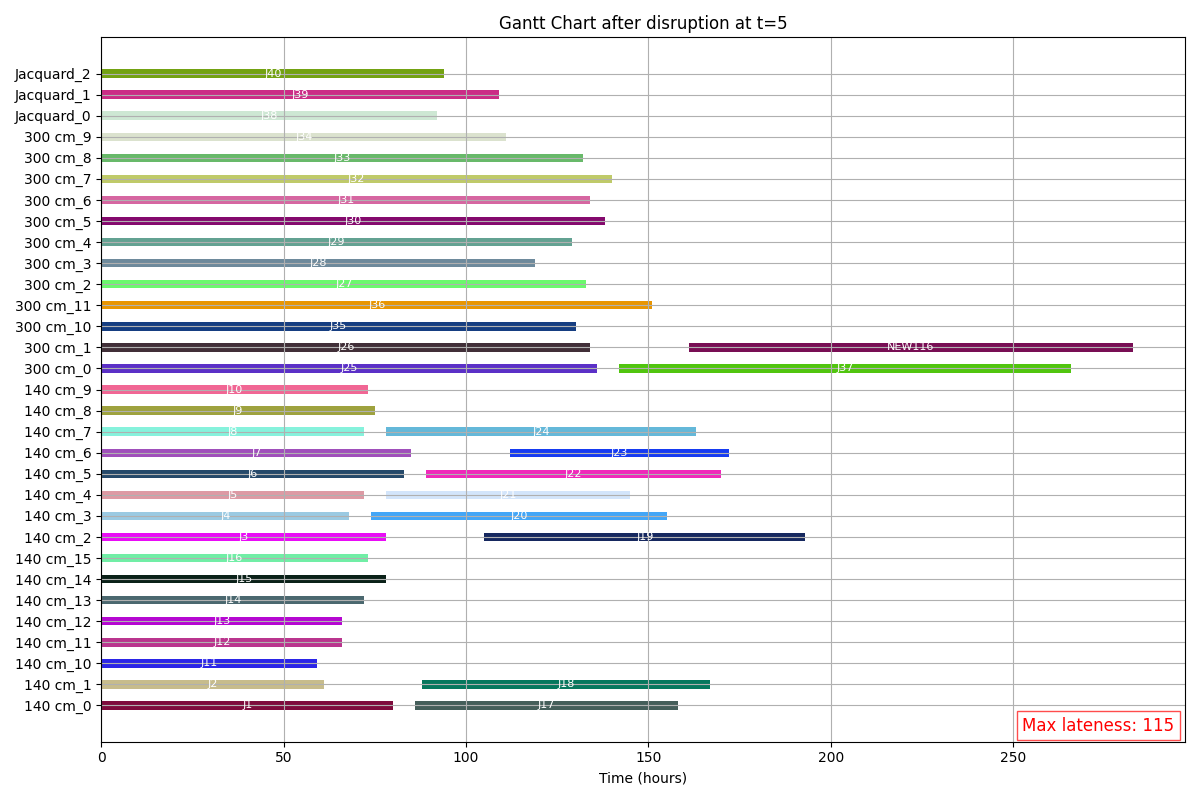 Gantt Chart after disruption at t=5
Jacquard_2 J40
Jacquard_1 J39
Jacquard_0 J38
300 cm_9 J34
300 cm_8 J33
300 cm_7 J32
300 cm_6 J31
300 cm_5 J30
300 cm_4 J29
300 cm_3 J28
300 cm_2 J27
300 cm_11 J36
300 cm_10 J35
300 cm_1 J26 NEW116
300 cm_0 J25 J37
140 cm_9 J10
140 cm_8 J9
140 cm_7 J8 J24
140 cm_6 J7 J23
140 cm_5 J6 J22
140 cm_4 J5 J21
140 cm_3 J4 J20
140 cm_2 J3 J19
140 cm_15 J16
140 cm_14 J15
140 cm_13 J14
140 cm_12 J13
140 cm_11 J12
140 cm_10 J11
140 cm_1 J2 J18
140 cm_0 J1 J17
Max lateness: 115
0 50 100 150 200 250
Time (hours)